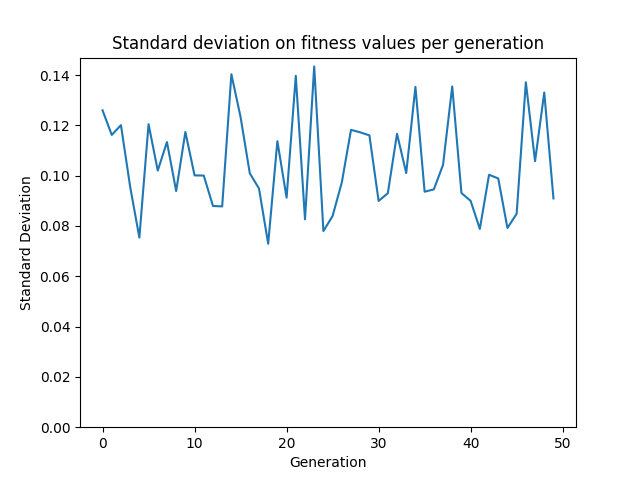 Standard deviation on fitness values per generation
0.14
0.12
0.10
0.08
0.06
0.04
0.02
0.00
Standard Deviation
0 10 20 30 40 50
Generation